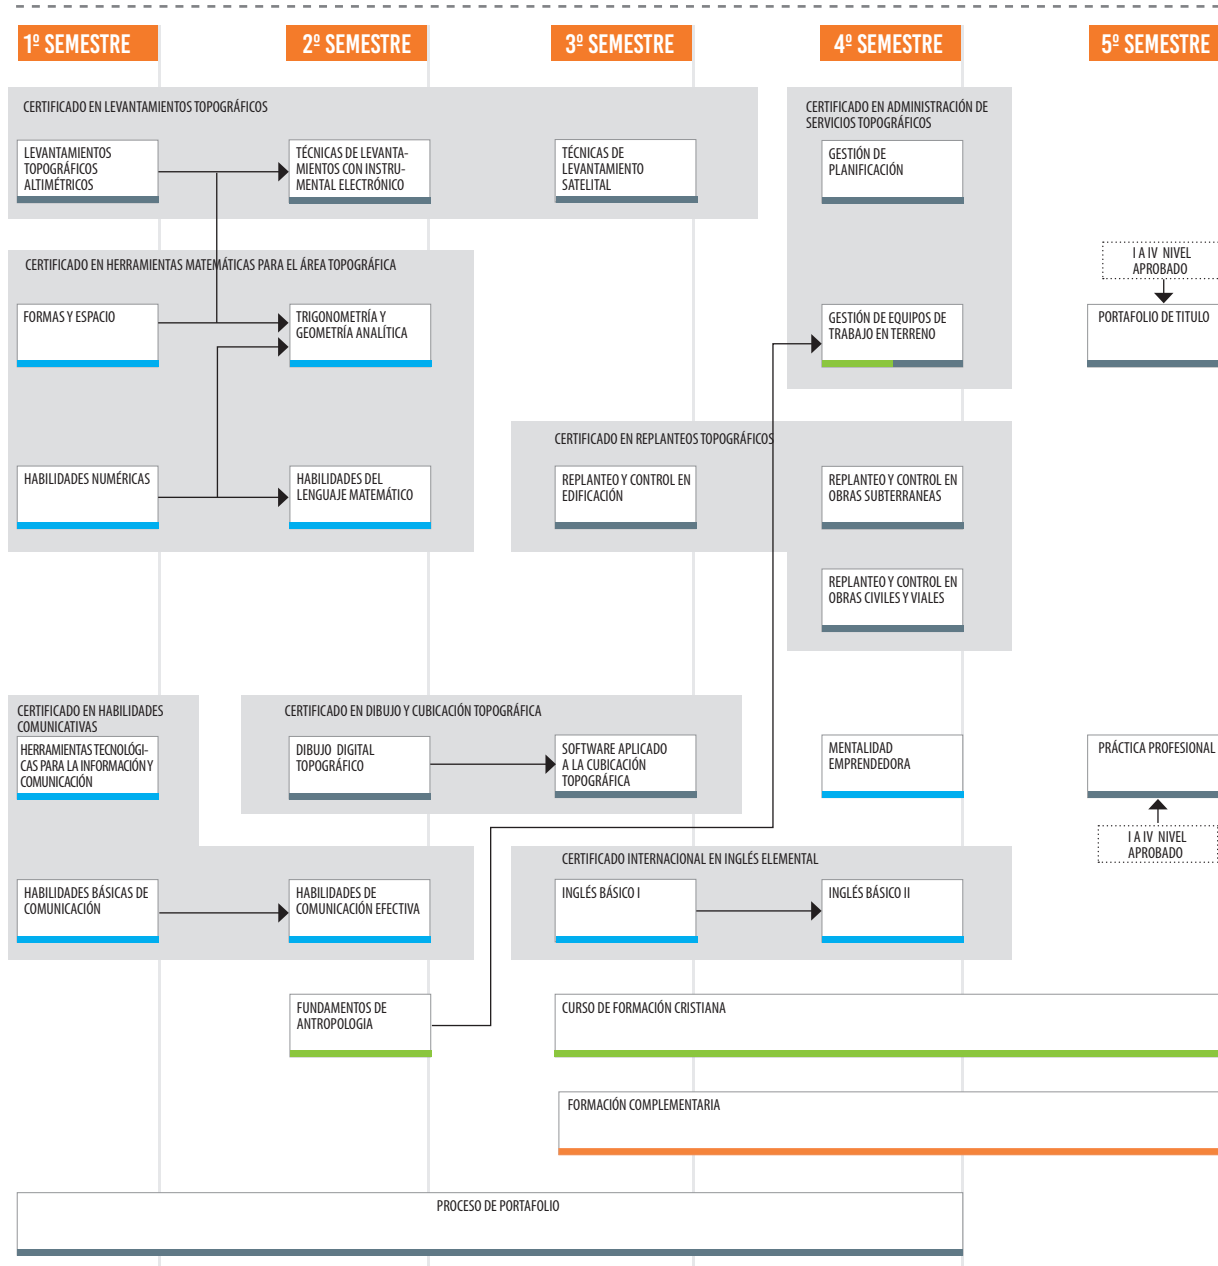 1º SEMESTRE
2º SEMESTRE
3º SEMESTRE
4º SEMESTRE
5º SEMESTRE
CERTIFICADO EN LEVANTAMIENTOS TOPOGRÁFICOS
LEVANTAMIENTOS
TOPOGRÁFICOS
ALTIMÉTRICOS
TÉCNICAS DE LEVANTA-
MIENTOS CON INSTRU-
MENTAL ELECTRÓNICO
TÉCNICAS DE
LEVANTAMIENTO
SATELITAL
CERTIFICADO EN ADMINISTRACIÓN DE
SERVICIOS TOPOGRÁFICOS
GESTIÓN DE
PLANIFICACIÓN
CERTIFICADO EN HERRAMIENTAS MATEMÁTICAS PARA EL ÁREA TOPOGRÁFICA
FORMAS Y ESPACIO
TRIGONOMETRÍA Y
GEOMETRÍA ANALÍTICA
GESTIÓN DE EQUIPOS DE
TRABAJO EN TERRENO
I A IV NIVEL
APROBADO
PORTAFOLIO DE TITULO
HABILIDADES NUMÉRICAS
HABILIDADES DEL
LENGUAJE MATEMÁTICO
CERTIFICADO EN REPLANTEOS TOPOGRÁFICOS
REPLANTEO Y CONTROL EN
EDIFICACIÓN
REPLANTEO Y CONTROL EN
OBRAS SUBTERRANEAS
REPLANTEO Y CONTROL EN
OBRAS CIVILES Y VIALES
CERTIFICADO EN HABILIDADES
COMUNICATIVAS
HERRAMIENTAS TECNOLÓGI-
CAS PARA LA INFORMACIÓN Y
COMUNICACIÓN
CERTIFICADO EN DIBUJO Y CUBICACIÓN TOPOGRÁFICA
DIBUJO DIGITAL
TOPOGRÁFICO
SOFTWARE APLICADO
A LA CUBICACIÓN
TOPOGRÁFICA
MENTALIDAD
EMPRENDEDORA
PRÁCTICA PROFESIONAL
I A IV NIVEL
APROBADO
HABILIDADES BÁSICAS DE
COMUNICACIÓN
HABILIDADES DE
COMUNICACIÓN EFECTIVA
CERTIFICADO INTERNACIONAL EN INGLÉS ELEMENTAL
INGLÉS BÁSICO I
INGLÉS BÁSICO II
FUNDAMENTOS DE
ANTROPOLOGIA
CURSO DE FORMACIÓN CRISTIANA
FORMACIÓN COMPLEMENTARIA
PROCESO DE PORTAFOLIO